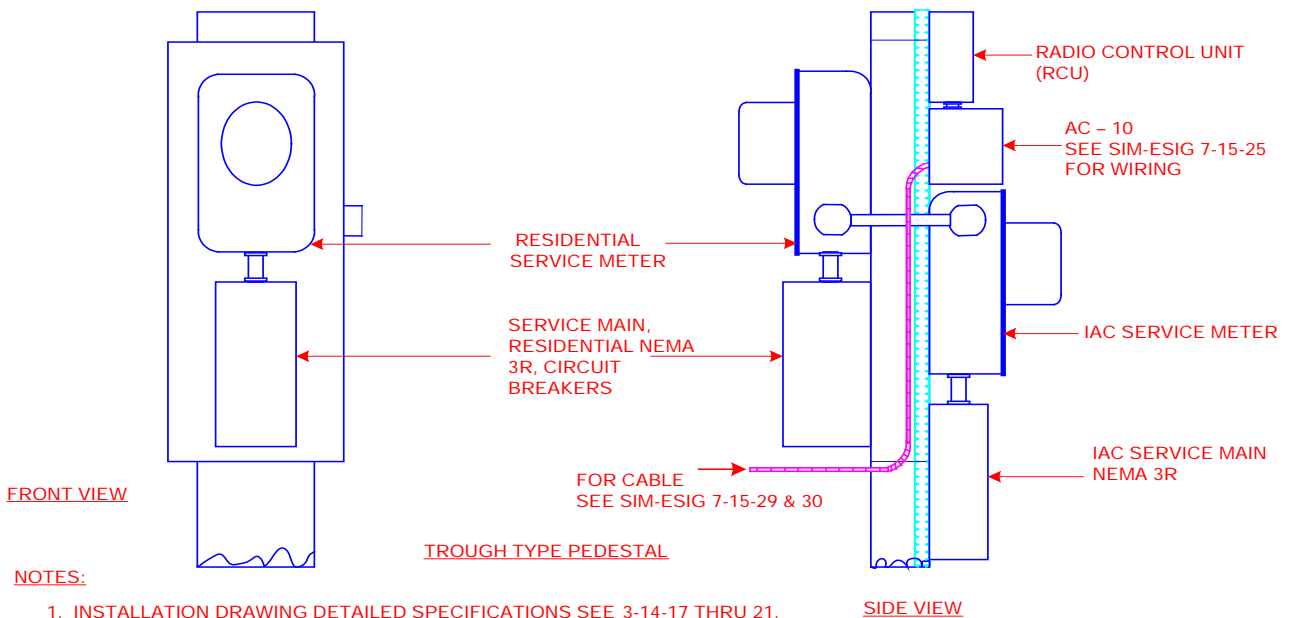 RADIO CONTROL UNIT
(RCU)
AC – 10
SEE SIM-ESIG 7-15-25
FOR WIRING
RESIDENTIAL
SERVICE METER
SERVICE MAIN,
RESIDENTIAL NEMA
3R, CIRCUIT
BREAKERS
IAC SERVICE METER
IAC SERVICE MAIN
NEMA 3R
FOR CABLE
SEE SIM-ESIG 7-15-29 & 30
FRONT VIEW
TROUGH TYPE PEDESTAL
NOTES:
1. INSTALLATION DRAWING DETAILED SPECIFICATIONS SEE 3-14-17 THRU 21.
SIDE VIEW